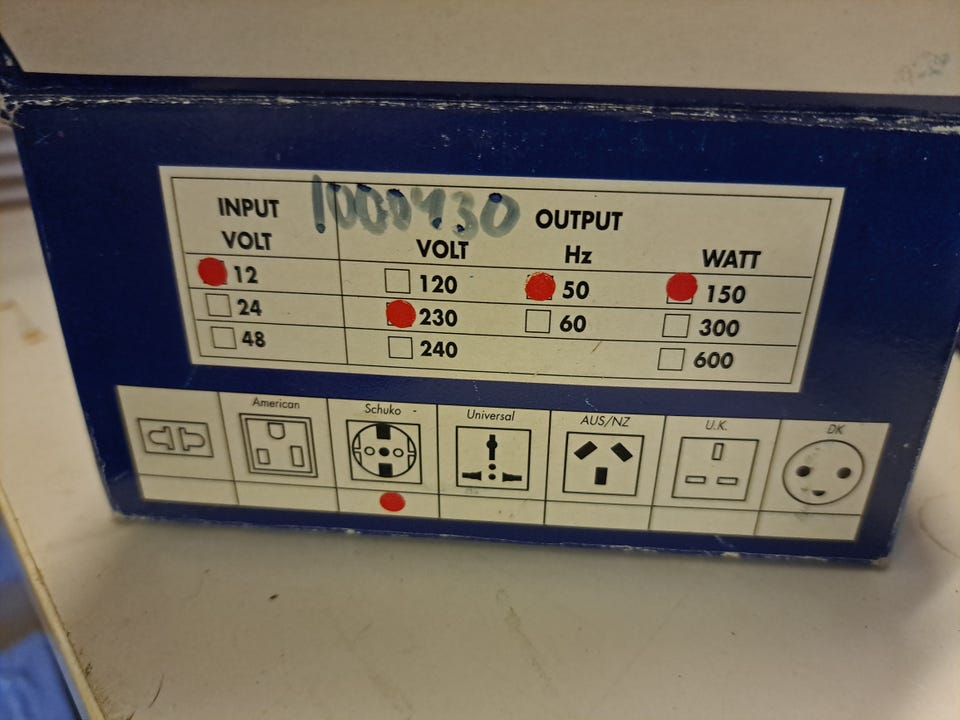 1000430
INPUT OUTPUT
VOLT VOLT Hz WATT
12 120 50 150
24 230 60 300
48 240 600
American Schuko - Universal AUS/NZ U.K. DK